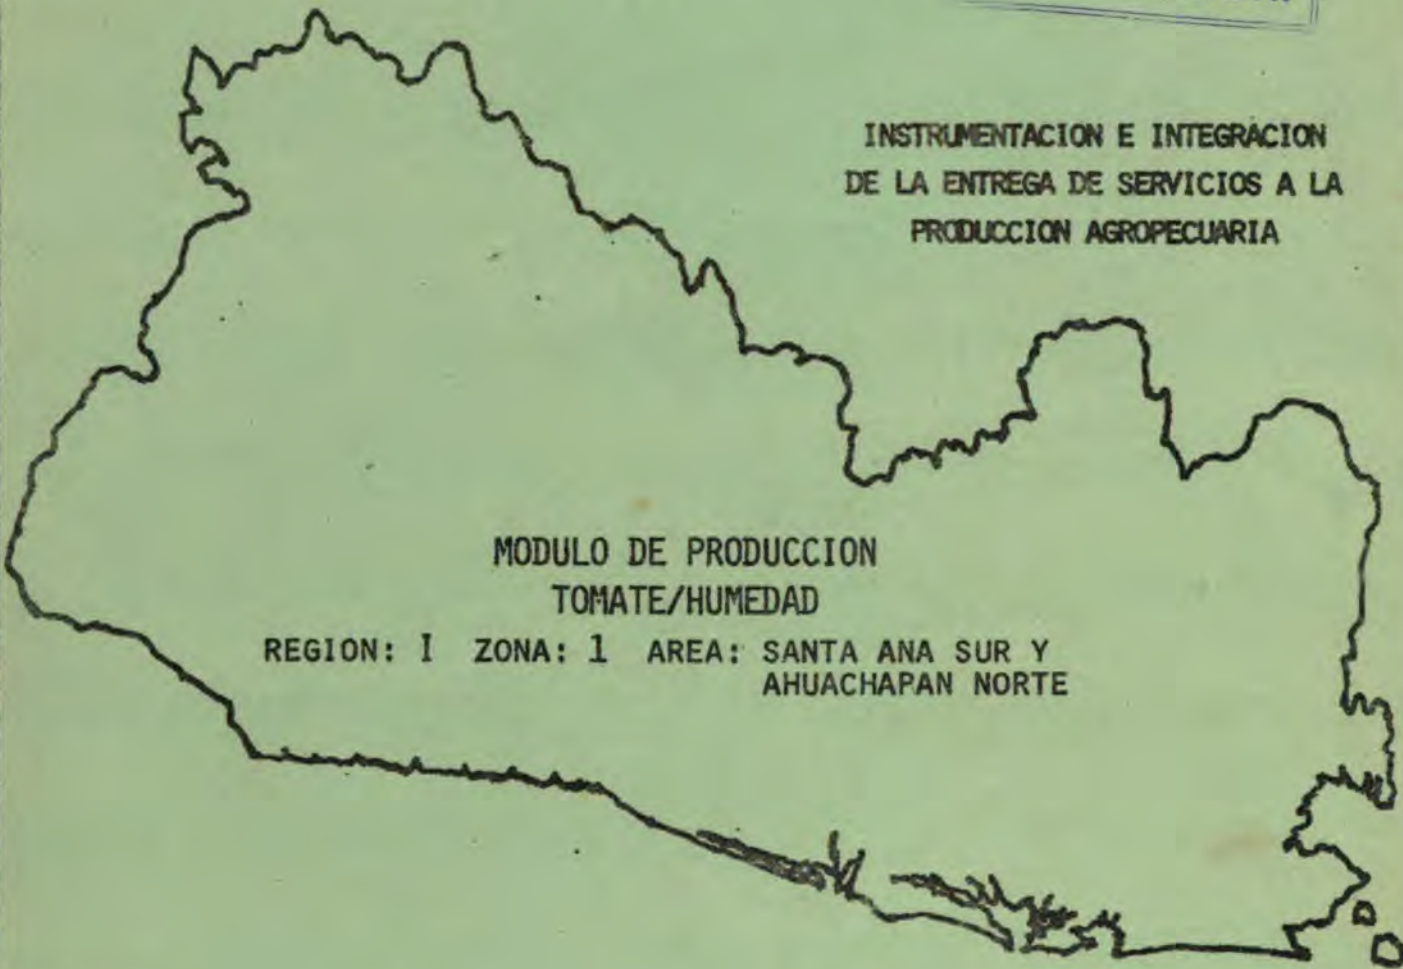 INSTRUMENTACION E INTEGRACION
DE LA ENTREGA DE SERVICIOS A LA
PRODUCCION AGROPECUARIA
MODULO DE PRODUCCION
TOMATE/HUMEDAD
REGION: I ZONA: 1 AREA: SANTA ANA SUR Y
AHUACHAPAN NORTE